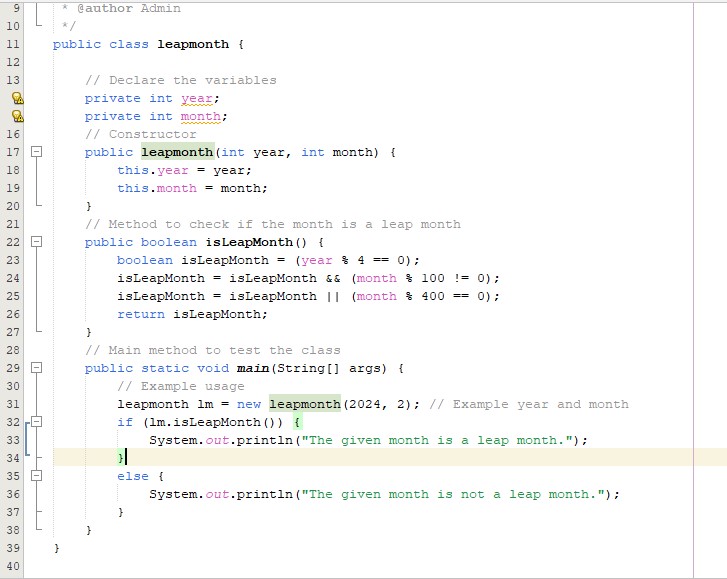 9 * @author Admin
10 */
11 public class leapmonth {
12
13 // Declare the variables
private int year;
private int month;
16 // Constructor
17 public leapmonth(int year, int month) {
18 this.year = year;
19 this.month = month;
20 }
21 // Method to check if the month is a leap month
22 public boolean isLeapMonth() {
23 boolean isLeapMonth = (year % 4 == 0);
24 isLeapMonth = isLeapMonth && (month % 100 != 0);
25 isLeapMonth = isLeapMonth || (month % 400 == 0);
26 return isLeapMonth;
27 }
28 // Main method to test the class
29 public static void main(String[] args) {
30 // Example usage
31 leapmonth lm = new leapmonth(2024, 2); // Example year and month
32 if (lm.isLeapMonth()) {
33 System.out.println("The given month is a leap month.");
34 }
35 else {
36 System.out.println("The given month is not a leap month.");
37 }
38 }
39 }
40